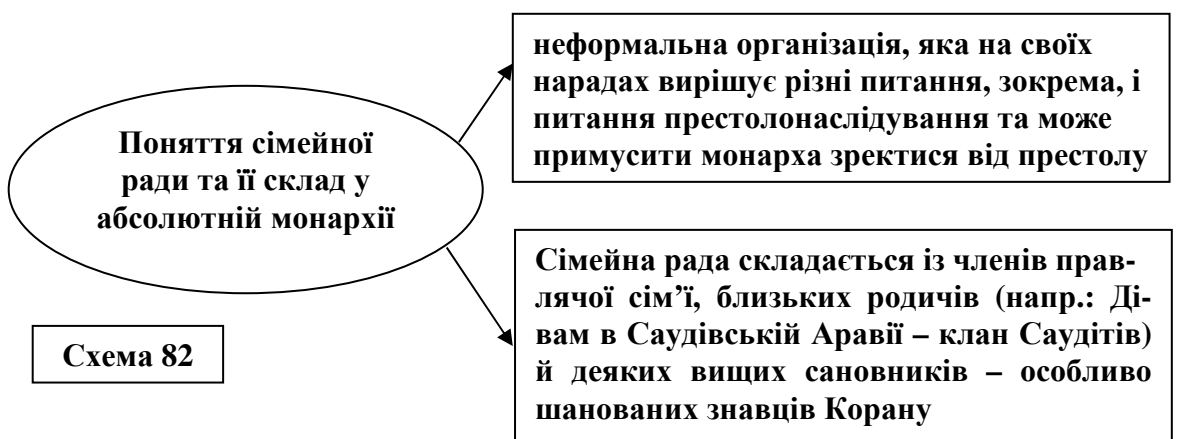 Поняття сімейної
ради та її склад у
абсолютній монархії
неформальна організація, яка на своїх
нарадах вирішує різні питання, зокрема, і
питання престолонаслідування та може
примусити монарха зректися від престолу
Сімейна рада складається із членів прав-
лячої сім’ї, близьких родичів (напр.: Ді-
вам в Саудівській Аравії – клан Саудітів)
й деяких вищих сановників – особливо
шанованих знавців Корану
Схема 82